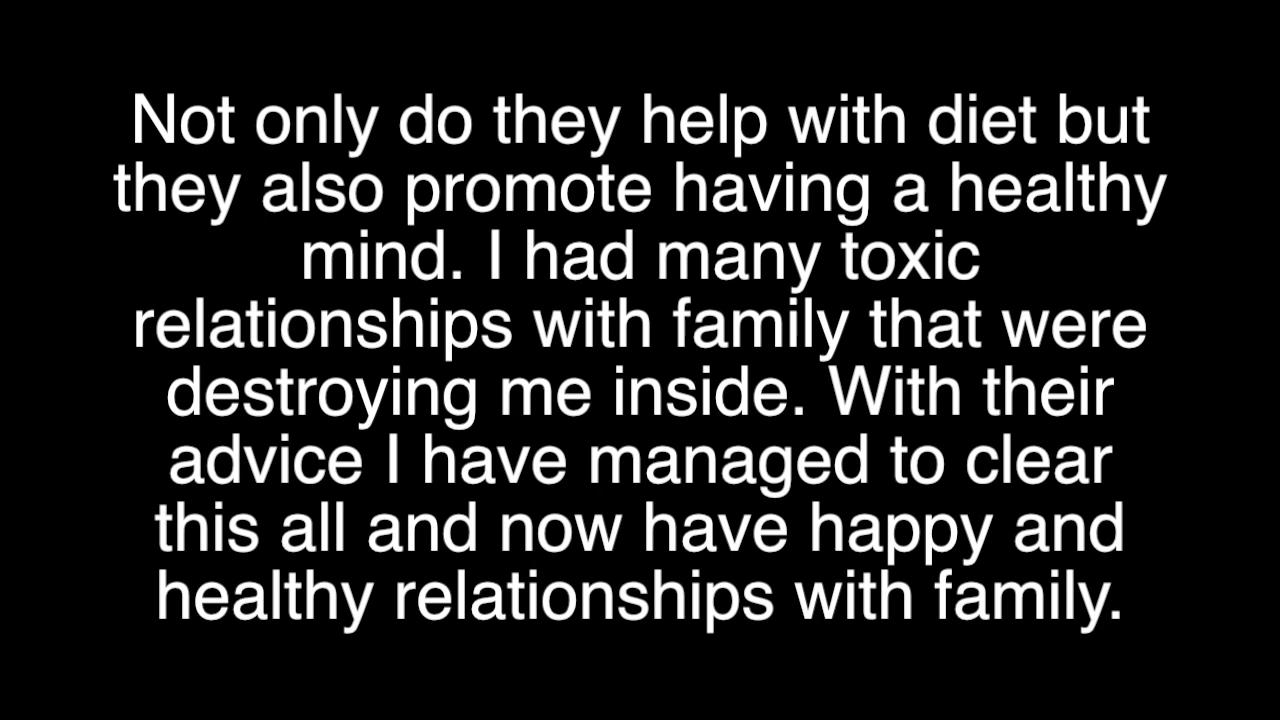 Not only do they help with diet but
they also promote having a healthy
mind. I had many toxic
relationships with family that were
destroying me inside. With their
advice I have managed to clear
this all and now have happy and
healthy relationships with family.